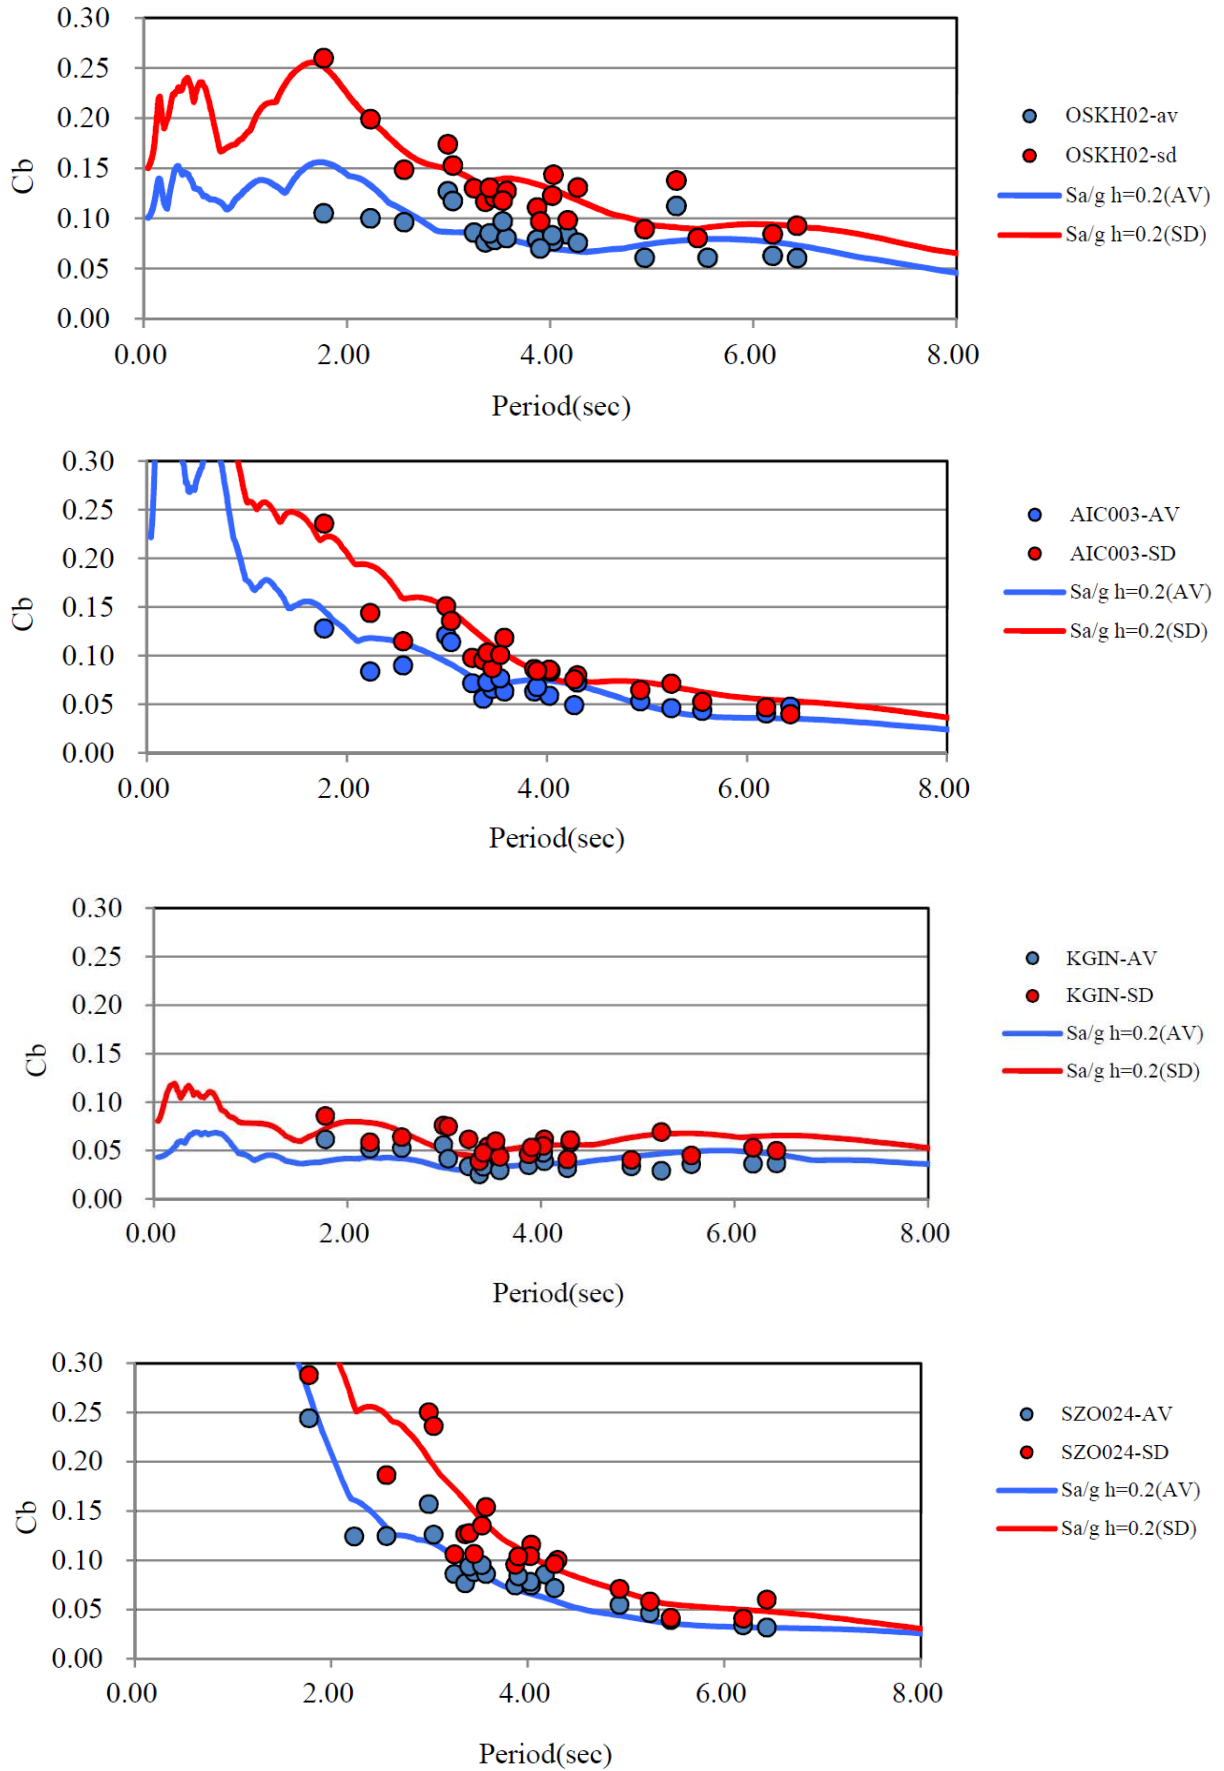 0.30
0.25
0.20
0.15
0.10
0.05
0.00
Cb
0.00 2.00 4.00 6.00 8.00
Period(sec)
OSKH02-av
OSKH02-sd
Sa/g h=0.2(AV)
Sa/g h=0.2(SD)
0.30
0.25
0.20
0.15
0.10
0.05
0.00
Cb
0.00 2.00 4.00 6.00 8.00
Period(sec)
AIC003-AV
AIC003-SD
Sa/g h=0.2(AV)
Sa/g h=0.2(SD)
0.30
0.25
0.20
0.15
0.10
0.05
0.00
Cb
0.00 2.00 4.00 6.00 8.00
Period(sec)
KGIN-AV
KGIN-SD
Sa/g h=0.2(AV)
Sa/g h=0.2(SD)
0.30
0.25
0.20
0.15
0.10
0.05
0.00
Cb
0.00 2.00 4.00 6.00 8.00
Period(sec)
SZO024-AV
SZO024-SD
Sa/g h=0.2(AV)
Sa/g h=0.2(SD)